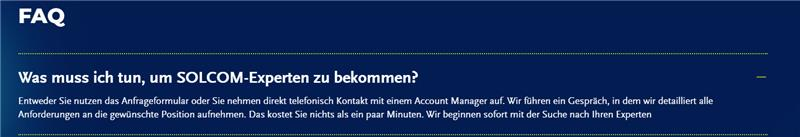 FAQ
Was muss ich tun, um SOLCOM-Experten zu bekommen?
Entweder Sie nutzen das Anfrageformular oder Sie nehmen direkt telefonisch Kontakt mit einem Account Manager auf. Wir führen ein Gespräch, in dem wir detailliert alle
Anforderungen an die gewünschte Position aufnehmen. Das kostet Sie nichts als ein paar Minuten. Wir beginnen sofort mit der Suche nach Ihren Experten